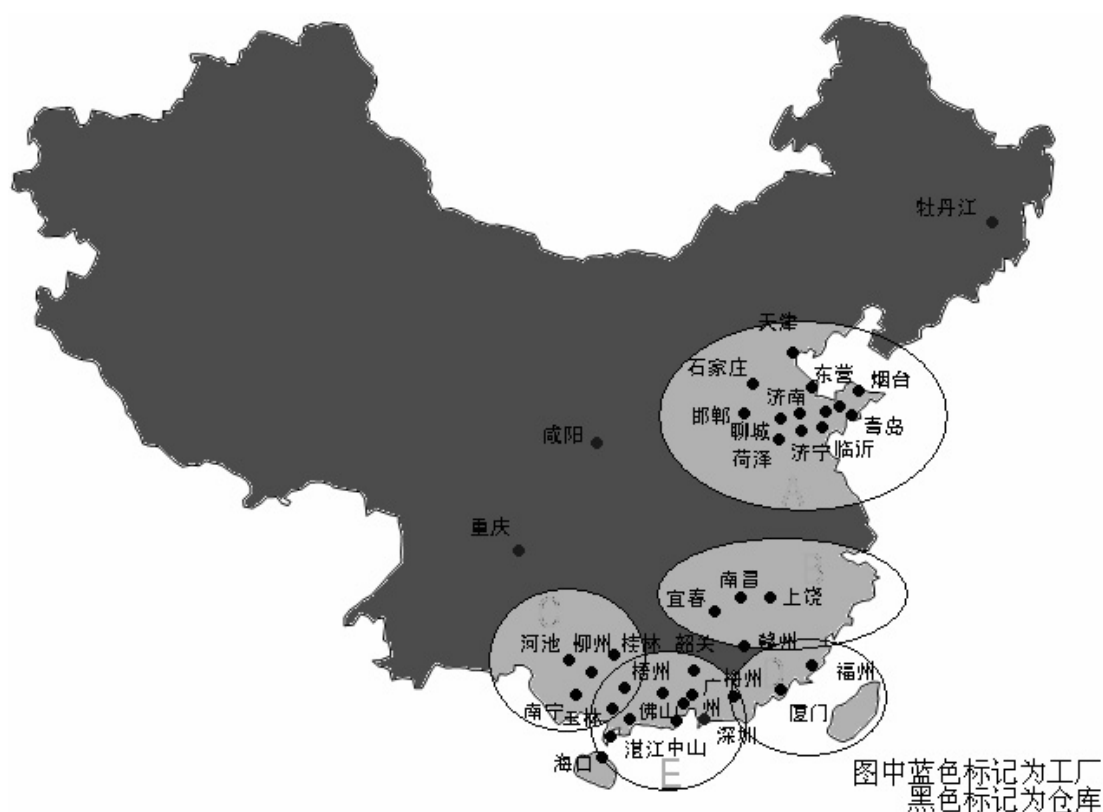 牡丹江
天津
石家庄
东营
烟台
济南
邯郸
聊城
青岛
咸阳
菏泽
济宁
临沂
A
重庆
B
南昌
宜春
上饶
C
河池
柳州
桂林
韶关
赣州
D
梧州
梅州
福州
南宁
玉林
佛山
广州
厦门
深圳
湛江
中山
海口
E
图中蓝色标记为工厂
黑色标记为仓库